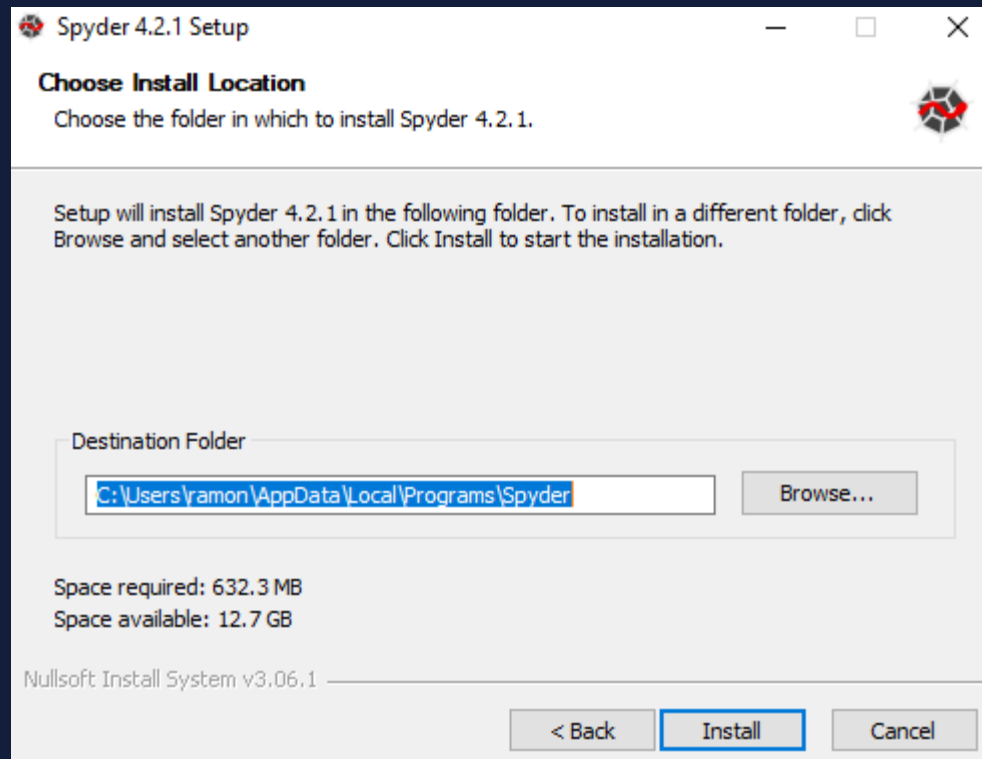 Spyder 4.2.1 Setup
Choose Install Location
Choose the folder in which to install Spyder 4.2.1.
Setup will install Spyder 4.2.1 in the following folder. To install in a different folder, click
Browse and select another folder. Click Install to start the installation.
Destination Folder
C:\Users\ramon\AppData\Local\Programs\Spyder
Browse...
Space required: 632.3 MB
Space available: 12.7 GB
Nullsoft Install System v3.06.1
< Back
Install
Cancel